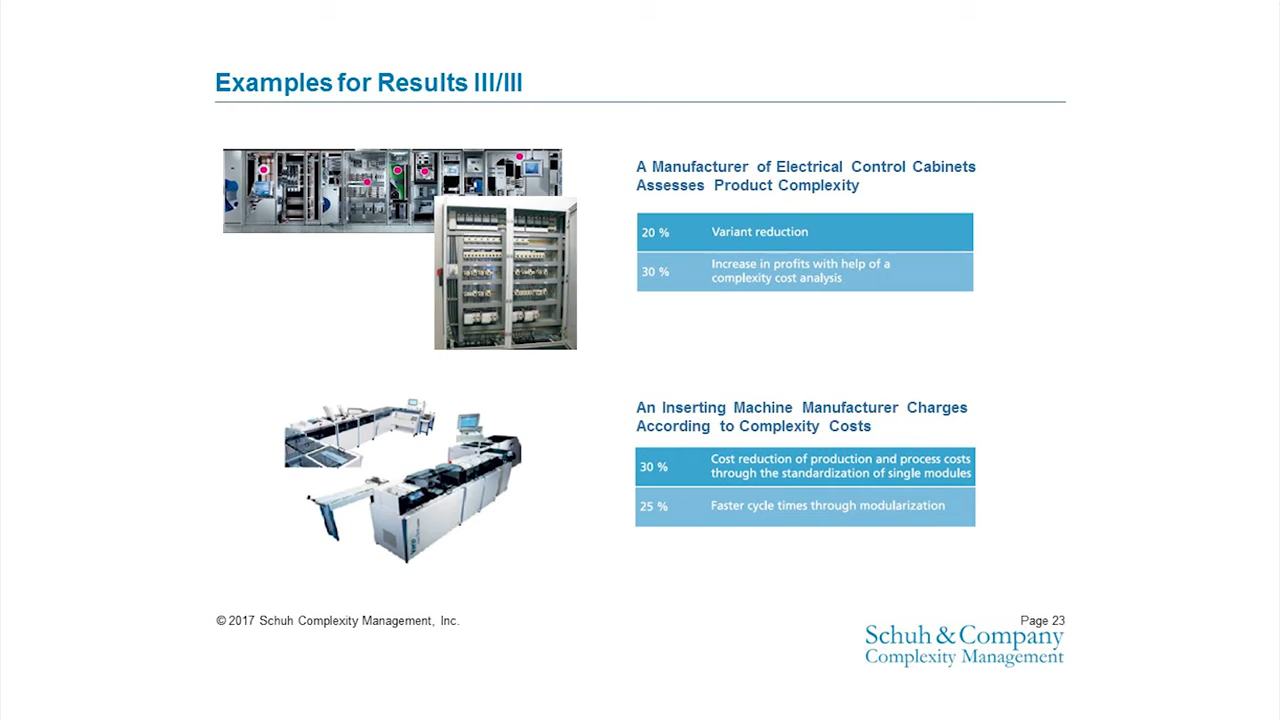 Examples for Results III/III
A Manufacturer of Electrical Control Cabinets
Assesses Product Complexity
20 % Variant reduction
30 % Increase in profits with help of a
complexity cost analysis
An Inserting Machine Manufacturer Charges
According to Complexity Costs
30 % Cost reduction of production and process costs
through the standardization of single modules
25 % Faster cycle times through modularization
© 2017 Schuh Complexity Management, Inc.
Page 23
Schuh & Company
Complexity Management